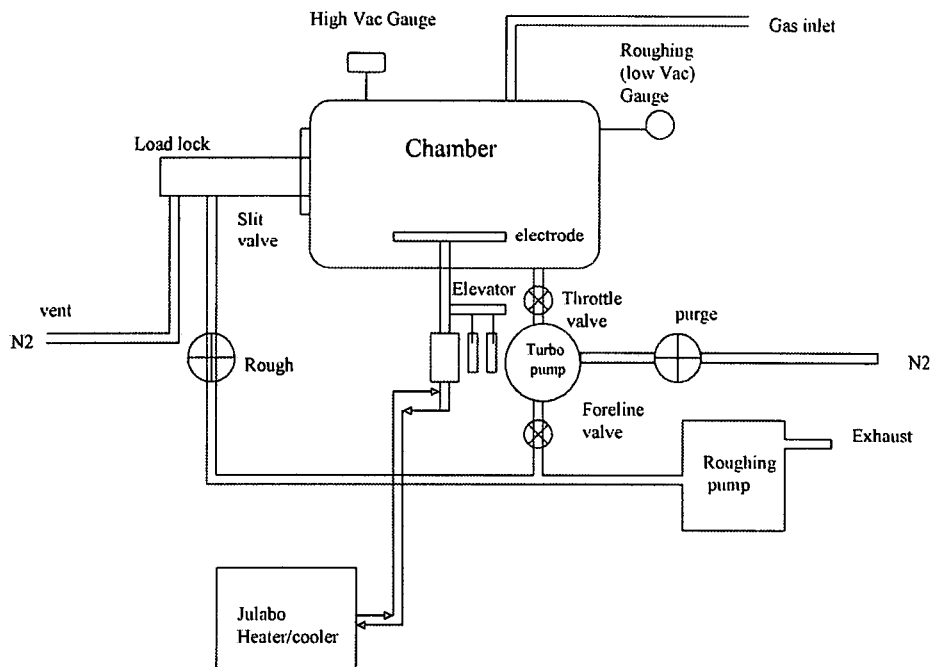 High Vac Gauge
Gas inlet
Roughing
(low Vac)
Gauge
Load lock
Chamber
Slit
valve
electrode
vent
N2
Elevator
Throttle
valve
purge
Rough
Turbo
pump
N2
Foreline
valve
Exhaust
Roughing
pump
Julabo
Heater/cooler